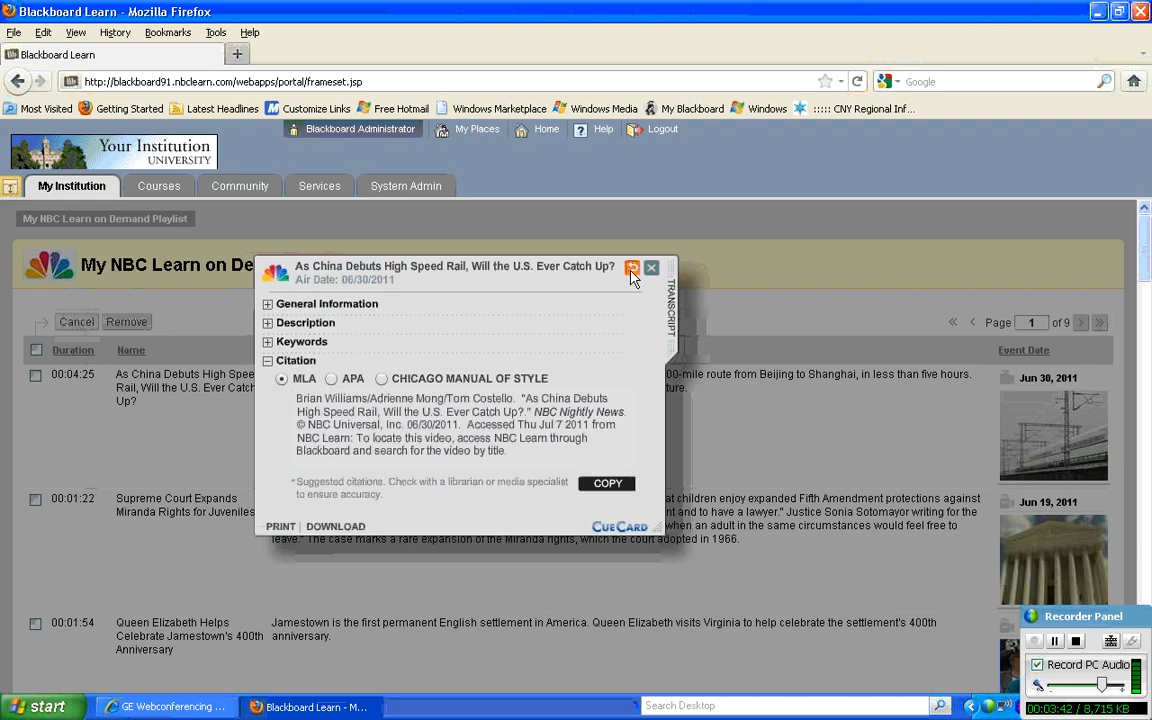 Blackboard Learn - Mozilla Firefox
File Edit View History Bookmarks Tools Help
Blackboard Learn
http://blackboard91.nbclearn.com/webapps/portal/frameset.jsp
Google
Most Visited Getting Started Latest Headlines Customize Links Free Hotmail Windows Marketplace Windows Media My Blackboard Windows ::::: CNY Regional Inf...
Blackboard Administrator My Places Home Help Logout
Your Institution
UNIVERSITY
My Institution Courses Community Services System Admin
My NBC Learn on Demand Playlist
My NBC Learn on De
As China Debuts High Speed Rail, Will the U.S. Ever Catch Up?
Air Date: 06/30/2011
TRANSCRIPT
General Information
Description
Keywords
Citation
MLA APA CHICAGO MANUAL OF STYLE
Brian Williams/Adrienne Mong/Tom Costello. "As China Debuts
High Speed Rail, Will the U.S. Ever Catch Up?." NBC Nightly News.
© NBC Universal, Inc. 06/30/2011. Accessed Thu Jul 7 2011 from
NBC Learn: To locate this video, access NBC Learn through
Blackboard and search for the video by title.
*Suggested citations. Check with a librarian or media specialist
to ensure accuracy.
COPY
PRINT | DOWNLOAD
CUECARD
Cancel Remove
Page 1 of 9
Duration Name Event Date
00:04:25 As China Debuts High Spee
Rail, Will the U.S. Ever Catch
Up?
00-mile route from Beijing to Shanghai, in less than five hours.
ture.
Jun 30, 2011
00:01:22 Supreme Court Expands
Miranda Rights for Juveniles
at children enjoy expanded Fifth Amendment protections against
nt and to have a lawyer." Justice Sonia Sotomayor writing for the
when an adult in the same circumstances would feel free to
leave." The case marks a rare expansion of the Miranda rights, which the court adopted in 1966.
Jun 19, 2011
00:01:54 Queen Elizabeth Helps
Celebrate Jamestown's 400th
Anniversary
Jamestown is the first permanent English settlement in America. Queen Elizabeth visits Virginia to help celebrate the settlement's 400th
anniversary.
Recorder Panel
Record PC Audio
00:03:42 / 8,715 KB
start
GE Webconferencing ...
Blackboard Learn - M...
Search Desktop